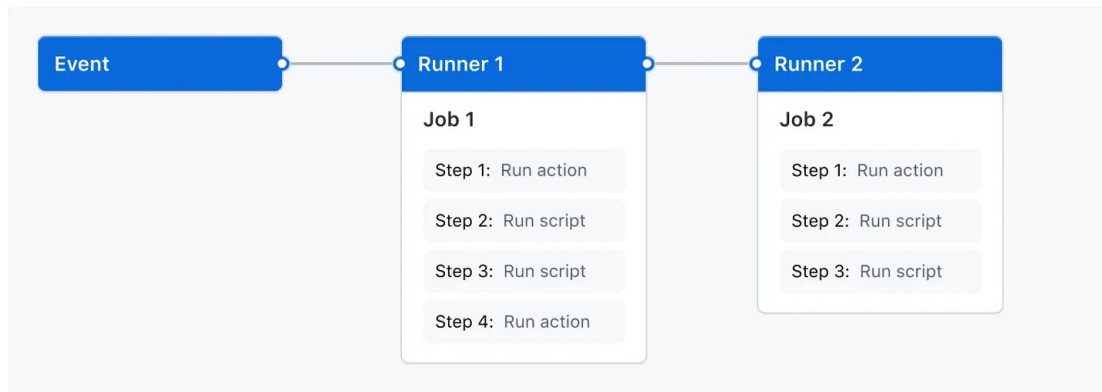 Event
Runner 1
Job 1
Step 1: Run action
Step 2: Run script
Step 3: Run script
Step 4: Run action
Runner 2
Job 2
Step 1: Run action
Step 2: Run script
Step 3: Run script